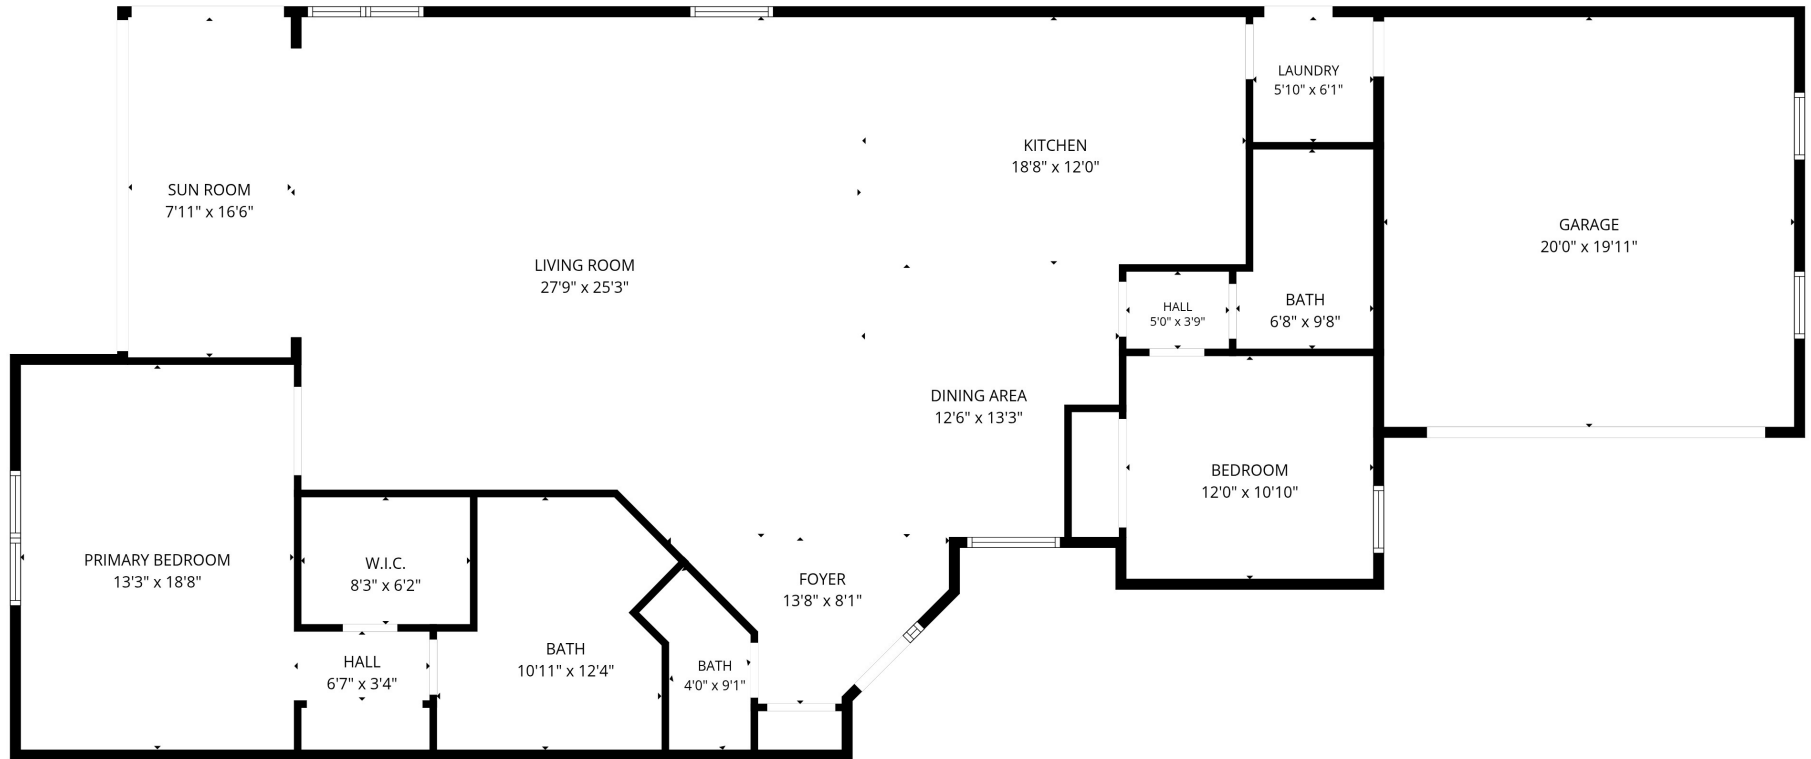 LAUNDRY
5'10" x 6'1"
KITCHEN
18'8" x 12'0"
SUN ROOM
7'11" x 16'6"
GARAGE
20'0" x 19'11"
LIVING ROOM
27'9" x 25'3"
HALL
5'0" x 3'9"
BATH
6'8" x 9'8"
DINING AREA
12'6" x 13'3"
BEDROOM
12'0" x 10'10"
PRIMARY BEDROOM
13'3" x 18'8"
W.I.C.
8'3" x 6'2"
FOYER
13'8" x 8'1"
HALL
6'7" x 3'4"
BATH
10'11" x 12'4"
BATH
4'0" x 9'1"